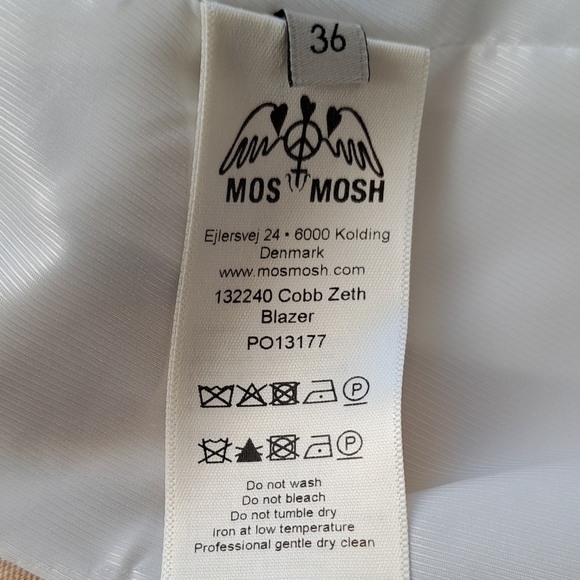 36
MOS MOSH
Ejlersvej 24 • 6000 Kolding
Denmark
www.mosmosh.com
132240 Cobb Zeth
Blazer
PO13177
P
P
Do not wash
Do not bleach
Do not tumble dry
iron at low temperature
Professional gentle dry clean